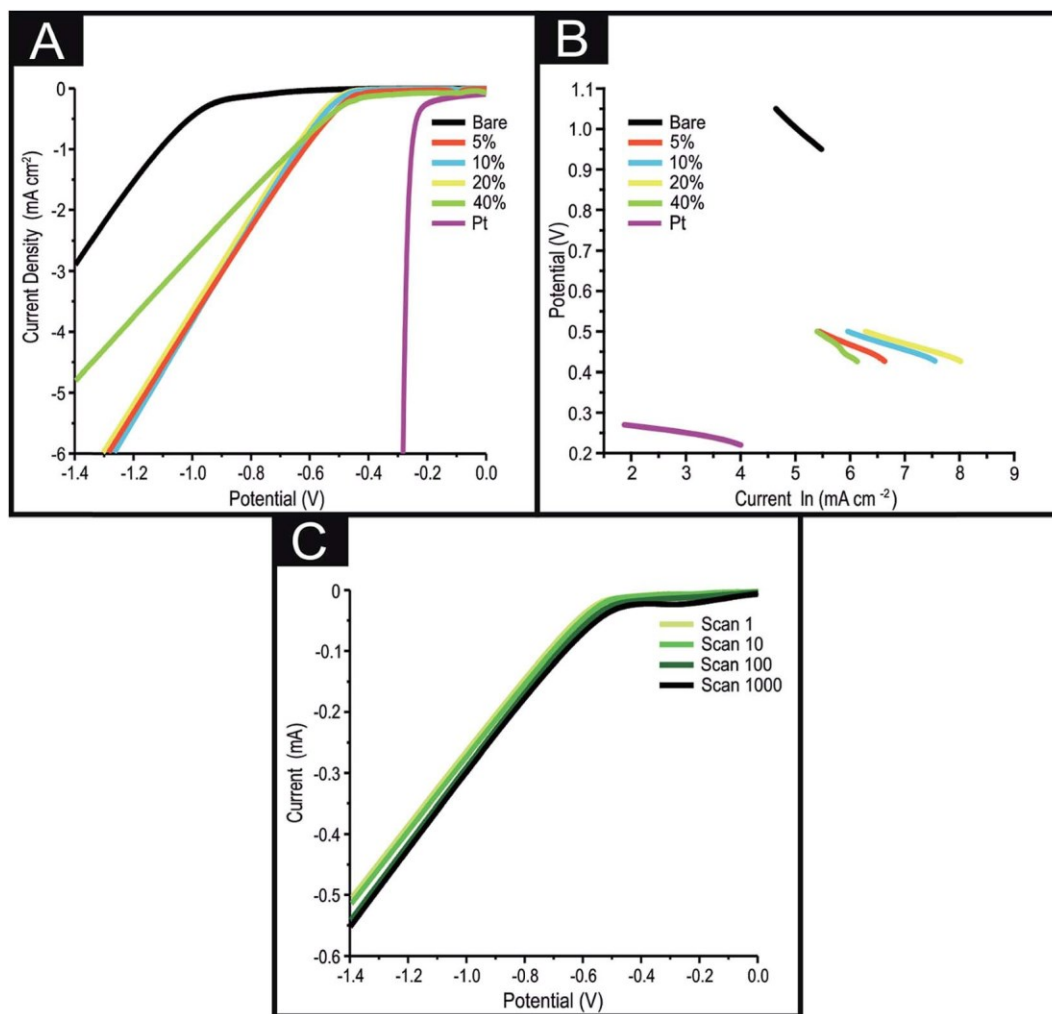 A
0
-1
-2
-3
-4
-5
-6
Current Density (mA cm²)
Bare
5%
10%
20%
40%
Pt
-1.4 -1.2 -1.0 -0.8 -0.6 -0.4 -0.2 0.0
Potential (V)
B
1.1
1.0
0.9
0.8
0.7
0.6
0.5
0.4
0.3
0.2
Potential (V)
Bare
5%
10%
20%
40%
Pt
2 3 4 5 6 7 8 9
Current ln (mA cm -2)
C
0
-0.1
-0.2
-0.3
-0.4
-0.5
-0.6
Current (mA)
Scan 1
Scan 10
Scan 100
Scan 1000
-1.4 -1.2 -1.0 -0.8 -0.6 -0.4 -0.2 0.0
Potential (V)